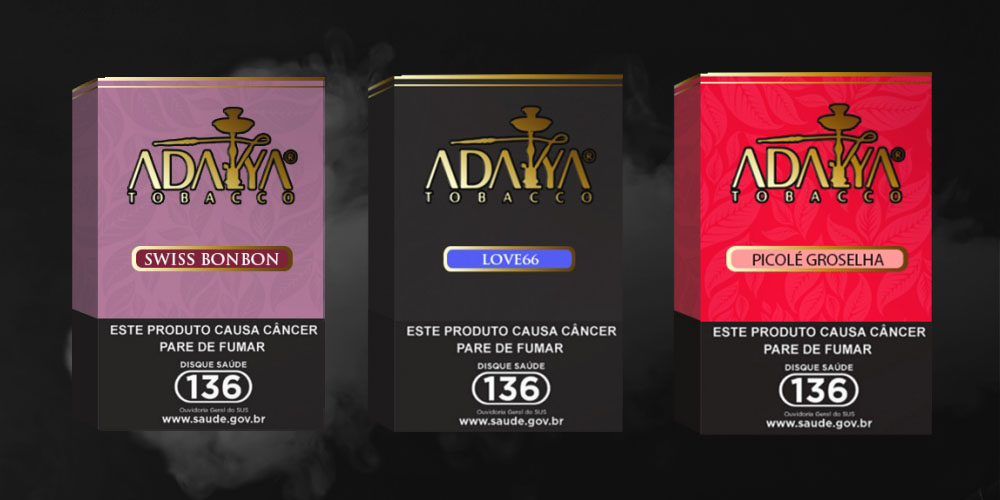 ADALYA®
TOBACCO
SWISS BONBON
ESTE PRODUTO CAUSA CÂNCER
PARE DE FUMAR
DISQUE SAÚDE
136
Ouvidoria Geral do SUS
www.saude.gov.br
ADALYA®
TOBACCO
LOVE66
ESTE PRODUTO CAUSA CÂNCER
PARE DE FUMAR
DISQUE SAÚDE
136
Ouvidoria Geral do SUS
www.saude.gov.br
ADALYA®
TOBACCO
PICOLÉ GROSELHA
ESTE PRODUTO CAUSA CÂNCER
PARE DE FUMAR
DISQUE SAÚDE
136
Ouvidoria Geral do SUS
www.saude.gov.br